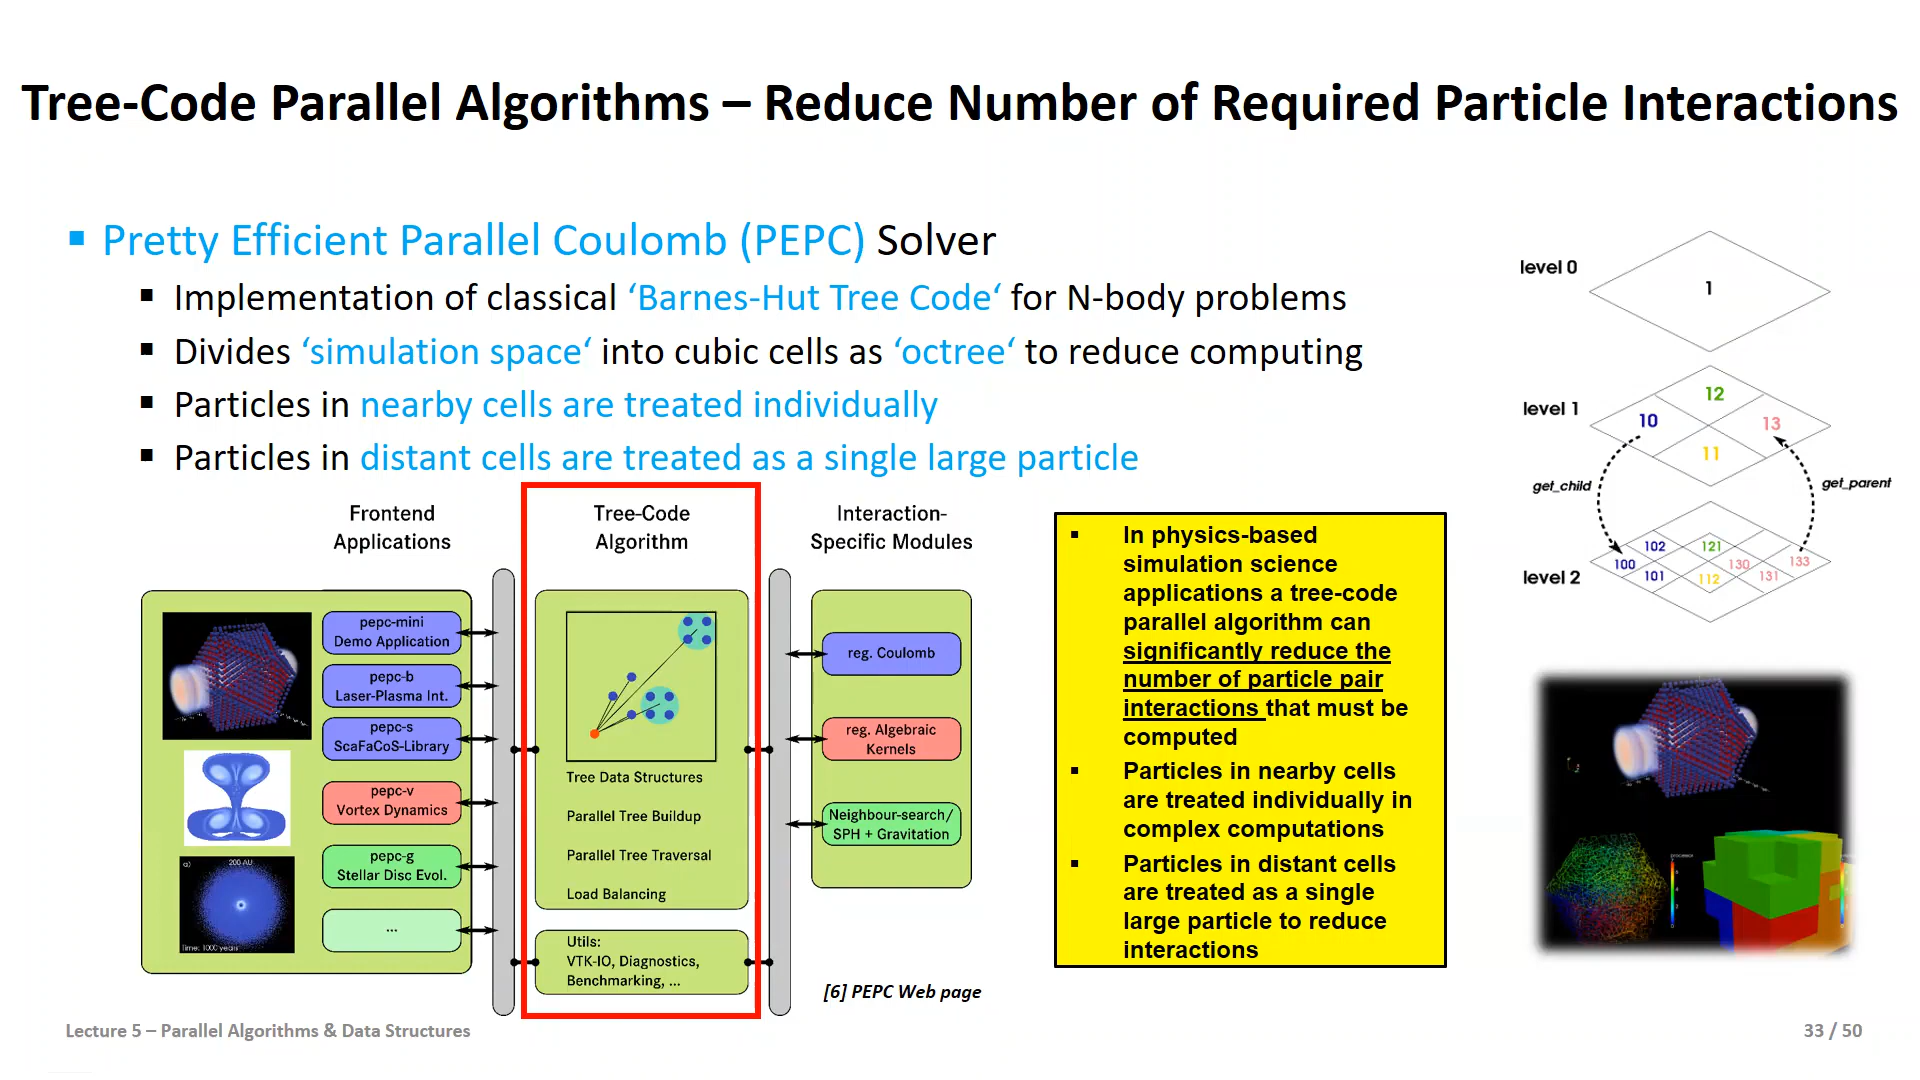 Tree-Code Parallel Algorithms – Reduce Number of Required Particle Interactions
▪ Pretty Efficient Parallel Coulomb (PEPC) Solver
▪ Implementation of classical ‘Barnes-Hut Tree Code‘ for N-body problems
▪ Divides ‘simulation space‘ into cubic cells as ‘octree‘ to reduce computing
▪ Particles in nearby cells are treated individually
▪ Particles in distant cells are treated as a single large particle
Frontend
Applications
pepc-mini
Demo Application
pepc-b
Laser-Plasma Int.
pepc-s
ScaFaCoS-Library
pepc-v
Vortex Dynamics
pepc-g
Stellar Disc Evol.
...
a)
200 AU
Time: 1000 years
Tree-Code
Algorithm
Tree Data Structures
Parallel Tree Buildup
Parallel Tree Traversal
Load Balancing
Utils:
VTK-IO, Diagnostics,
Benchmarking, ...
Interaction-
Specific Modules
reg. Coulomb
reg. Algebraic
Kernels
Neighbour-search/
SPH + Gravitation
[6] PEPC Web page
▪ In physics-based
simulation science
applications a tree-code
parallel algorithm can
significantly reduce the
number of particle pair
interactions that must be
computed
▪ Particles in nearby cells
are treated individually in
complex computations
▪ Particles in distant cells
are treated as a single
large particle to reduce
interactions
level 0
1
level 1
12
10
13
11
get_child
get_parent
level 2
102
121
100
130
133
101
112
131
Lecture 5 – Parallel Algorithms & Data Structures
33 / 50